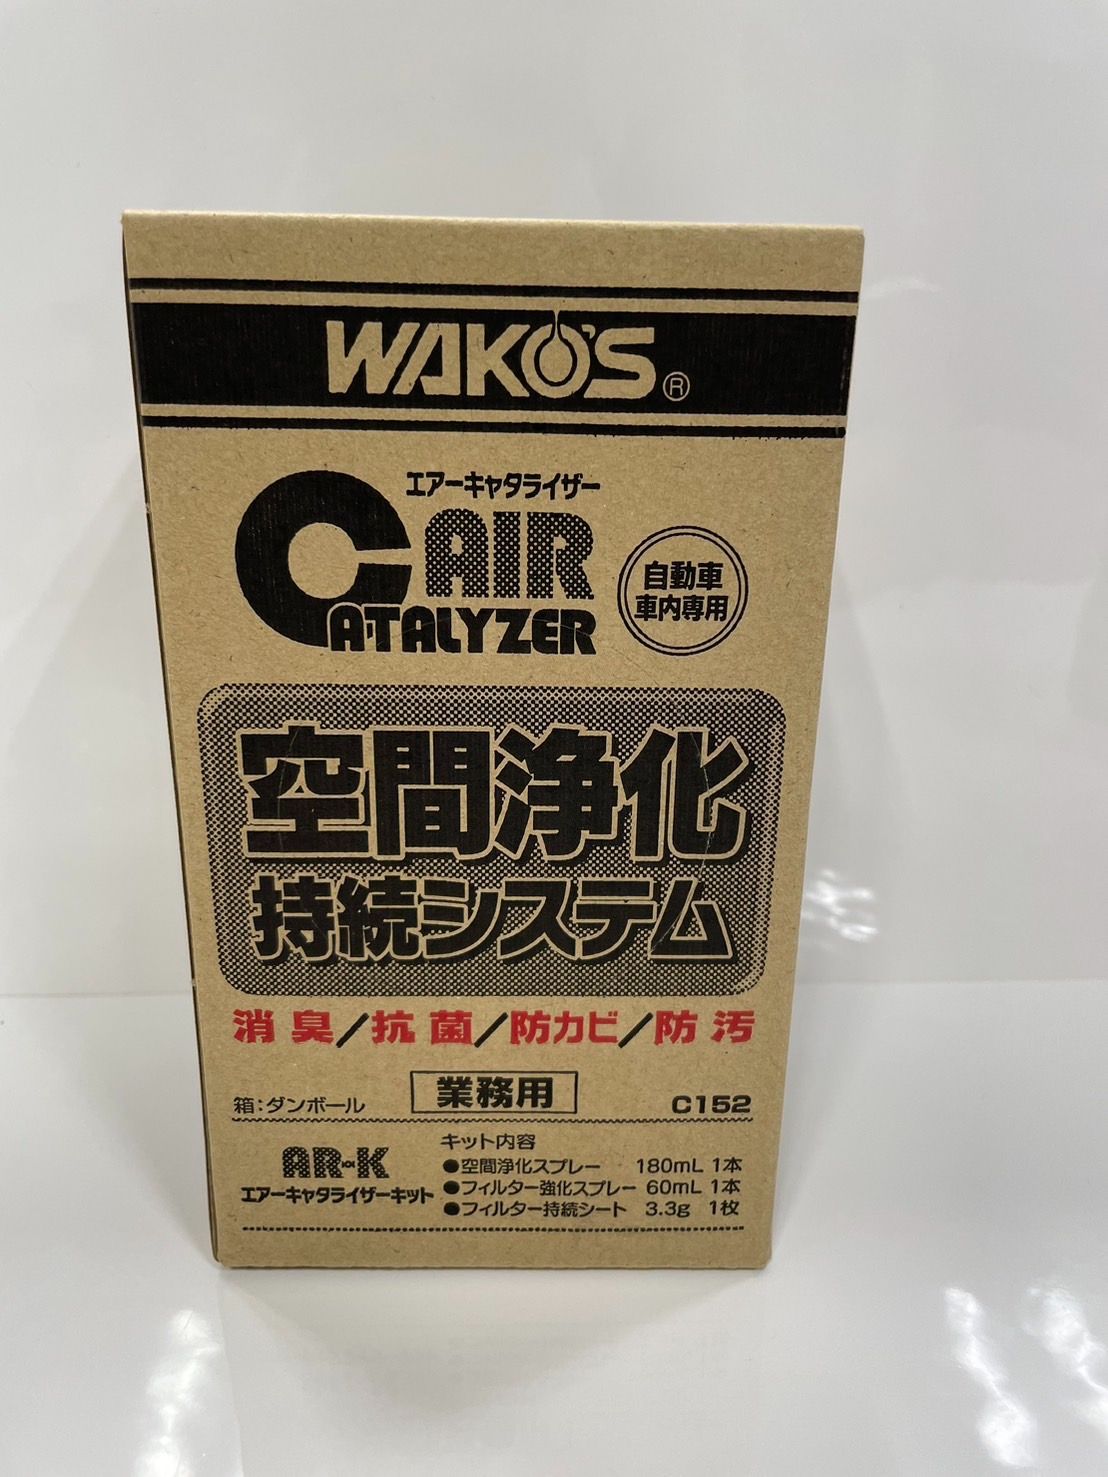 WAKO'S®
エアーキャタライザー
AIR
CATALYZER
自動車
車内専用
空間浄化
持続システム
消臭/抗菌/防カビ/防汚
業務用
箱:ダンボール
C152
AR-K
エアーキャタライザーキット
キット内容
●空間浄化スプレー 180mL 1本
●フィルター強化スプレー 60mL 1本
●フィルター持続シート 3.3g 1枚